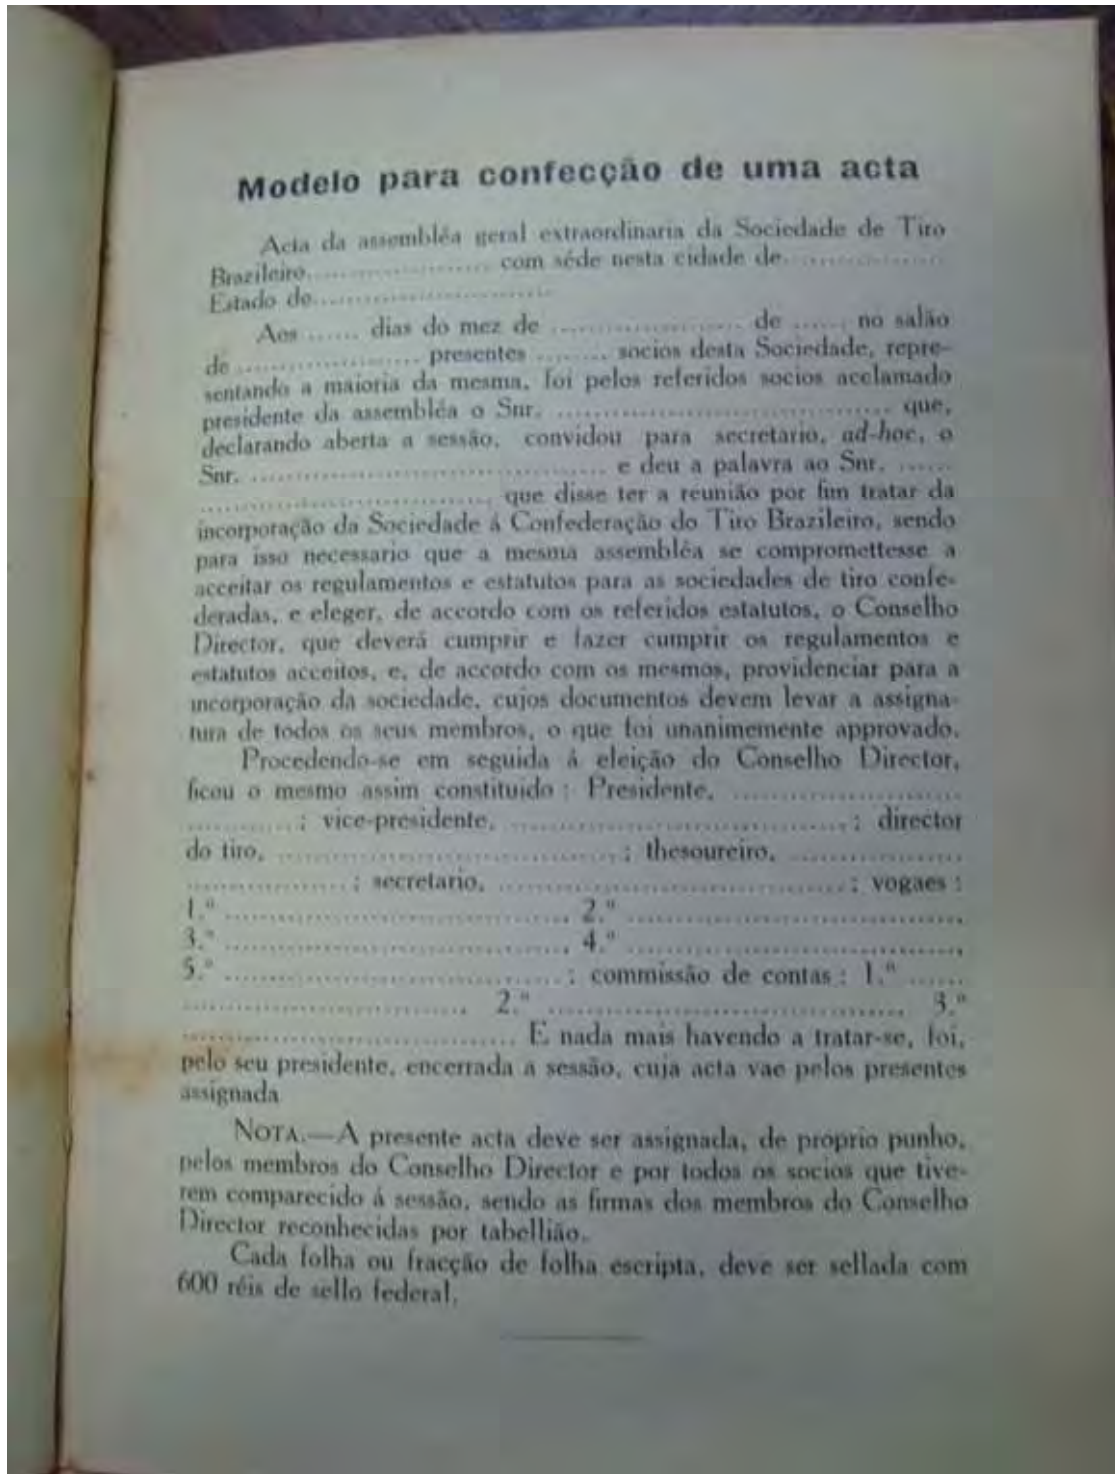 Modelo para confecção de uma acta
Acta da assembléa geral extraordinaria da Sociedade de Tiro
Brazileiro..................... com séde nesta cidade de..................
Estado de...........................
Aos ....... dias do mez de ...................... de ...... no salão
de ..................... presentes ........ socios desta Sociedade, repre-
sentando a maioria da mesma, foi pelos referidos socios acclamado
presidente da assembléa o Snr. ....................................... que,
declarando aberta a sessão, convidou para secretario, ad-hoc, o
Snr. .......................................... e deu a palavra ao Snr. ......
................................., que disse ter a reunião por fim tratar da
incorporação da Sociedade á Confederação do Tiro Brazileiro, sendo
para isso necessario que a mesma assembléa se compromettesse a
acceitar os regulamentos e estatutos para as sociedades de tiro confe-
deradas, e eleger, de accordo com os referidos estatutos, o Conselho
Director, que deverá cumprir e fazer cumprir os regulamentos e
estatutos acceitos, e, de accordo com os mesmos, providenciar para a
incorporação da sociedade, cujos documentos devem levar a assigna-
tura de todos os seus membros, o que foi unanimemente approvado.
Procedendo-se em seguida á eleição do Conselho Director,
ficou o mesmo assim constituido : Presidente, ..........................
............ ; vice-presidente, ....................................... ; director
do tiro, ....................................... ; thesoureiro, ....................
.................. ; secretario, ........................................ ; vogaes :
1.º ........................................, 2.º .......................................,
3.º ........................................, 4.º .......................................,
5.º ....................................... ; commissão de contas : 1.º .......
................................, 2.º ......................................... 3.º
....................................... E nada mais havendo a tratar-se, foi,
pelo seu presidente, encerrada a sessão, cuja acta vae pelos presentes
assignada
NOTA.—A presente acta deve ser assignada, de proprio punho,
pelos membros do Conselho Director e por todos os socios que tive-
rem comparecido á sessão, sendo as firmas dos membros do Conselho
Director reconhecidas por tabellião.
Cada folha ou fracção de folha escripta, deve ser sellada com
600 réis de sello federal.